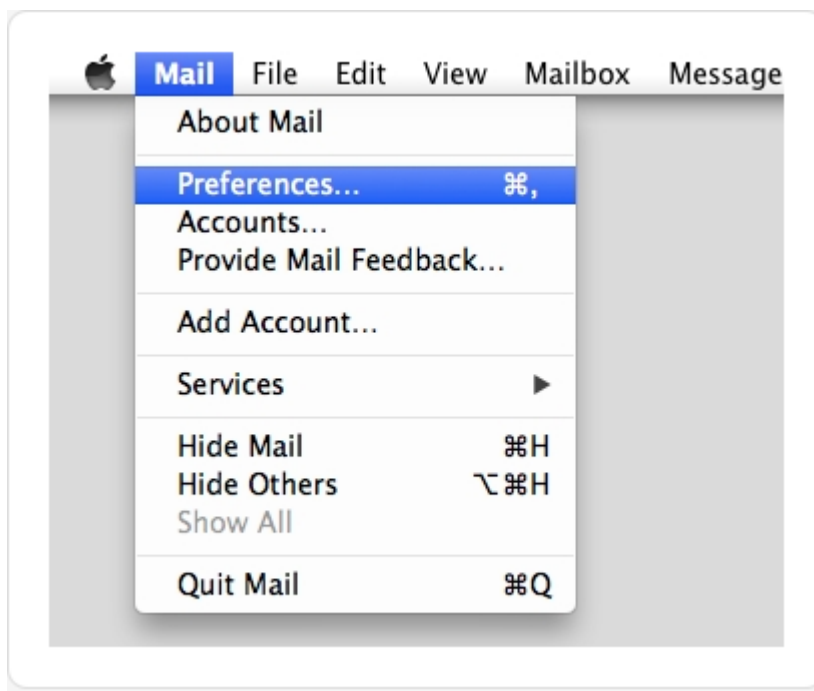 Mail File Edit View Mailbox Message
About Mail
Preferences... ⌘,
Accounts...
Provide Mail Feedback...
Add Account...
Services ▶
Hide Mail ⌘H
Hide Others ⌥⌘H
Show All
Quit Mail ⌘Q